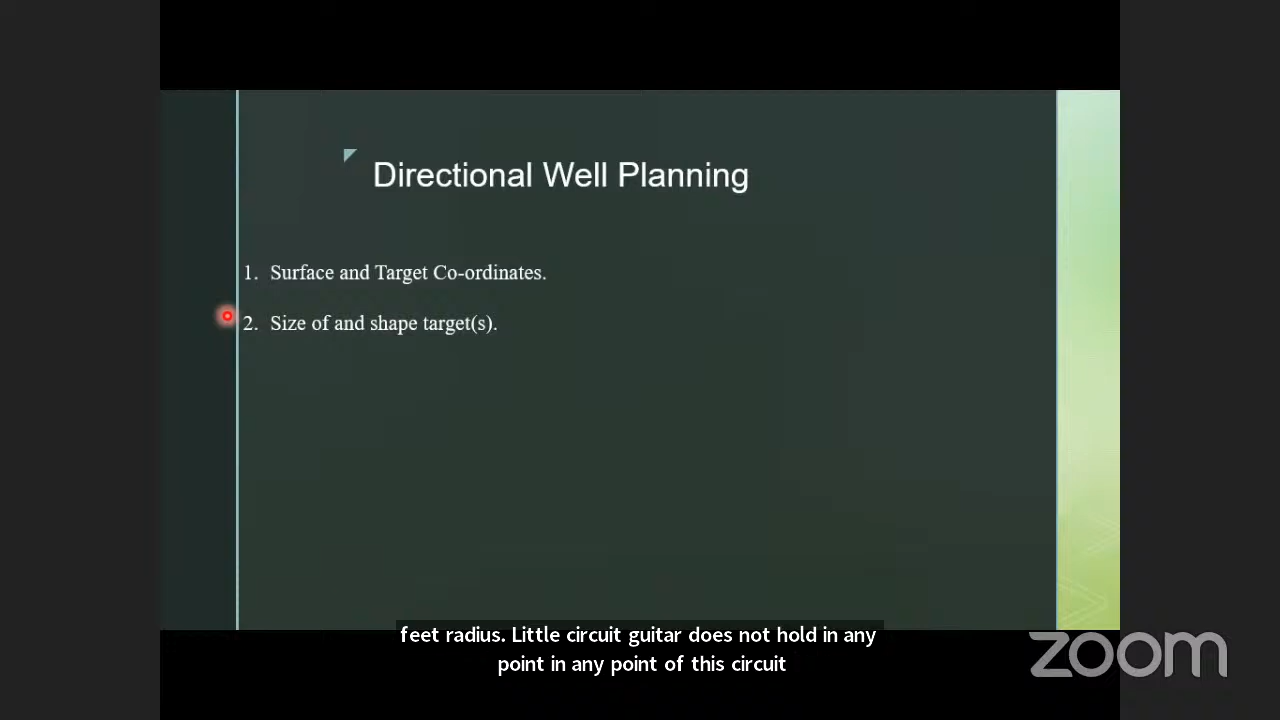 Directional Well Planning
1. Surface and Target Co-ordinates.
2. Size of and shape target(s).
feet radius. Little circuit guitar does not hold in any
point in any point of this circuit
zoom